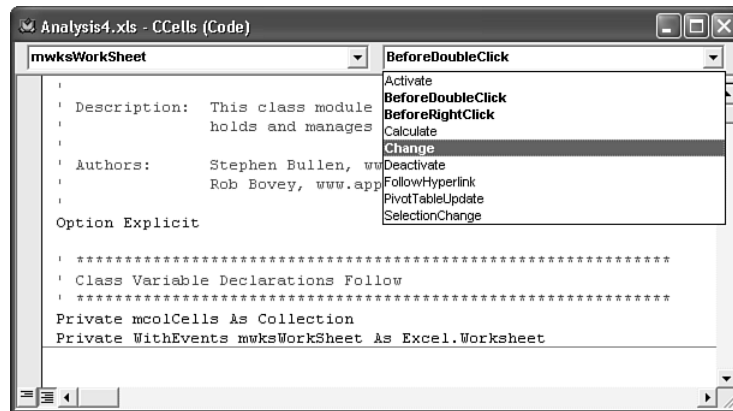 Analysis4.xls - CCells (Code)
mwksWorkSheet BeforeDoubleClick
'
' Description: This class module
' holds and manages
'
' Authors: Stephen Bullen, ww
' Rob Bovey, www.app
'
Option Explicit
' ************************************************************
' Class Variable Declarations Follow
' ************************************************************
Private mcolCells As Collection
Private WithEvents mwksWorkSheet As Excel.Worksheet
Activate
BeforeDoubleClick
BeforeRightClick
Calculate
Change
Deactivate
FollowHyperlink
PivotTableUpdate
SelectionChange